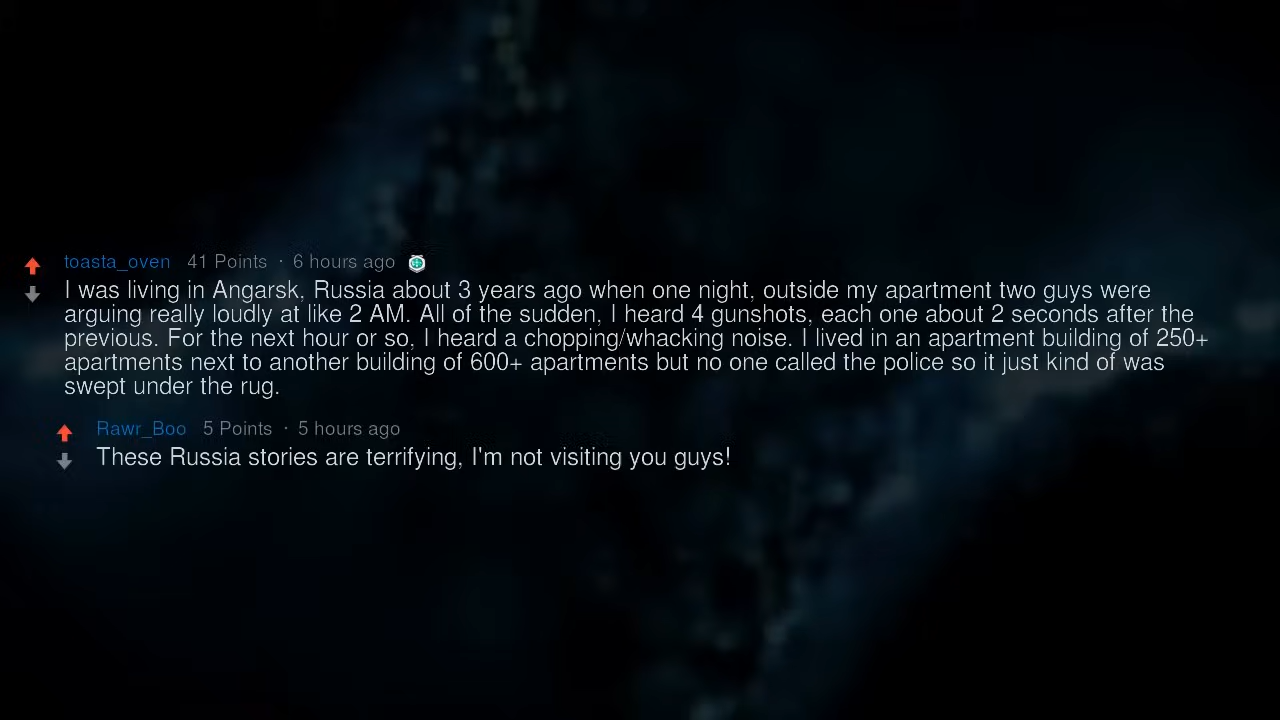 toasta_oven 41 Points · 6 hours ago
I was living in Angarsk, Russia about 3 years ago when one night, outside my apartment two guys were
arguing really loudly at like 2 AM. All of the sudden, I heard 4 gunshots, each one about 2 seconds after the
previous. For the next hour or so, I heard a chopping/whacking noise. I lived in an apartment building of 250+
apartments next to another building of 600+ apartments but no one called the police so it just kind of was
swept under the rug.
Rawr_Boo 5 Points · 5 hours ago
These Russia stories are terrifying, I'm not visiting you guys!